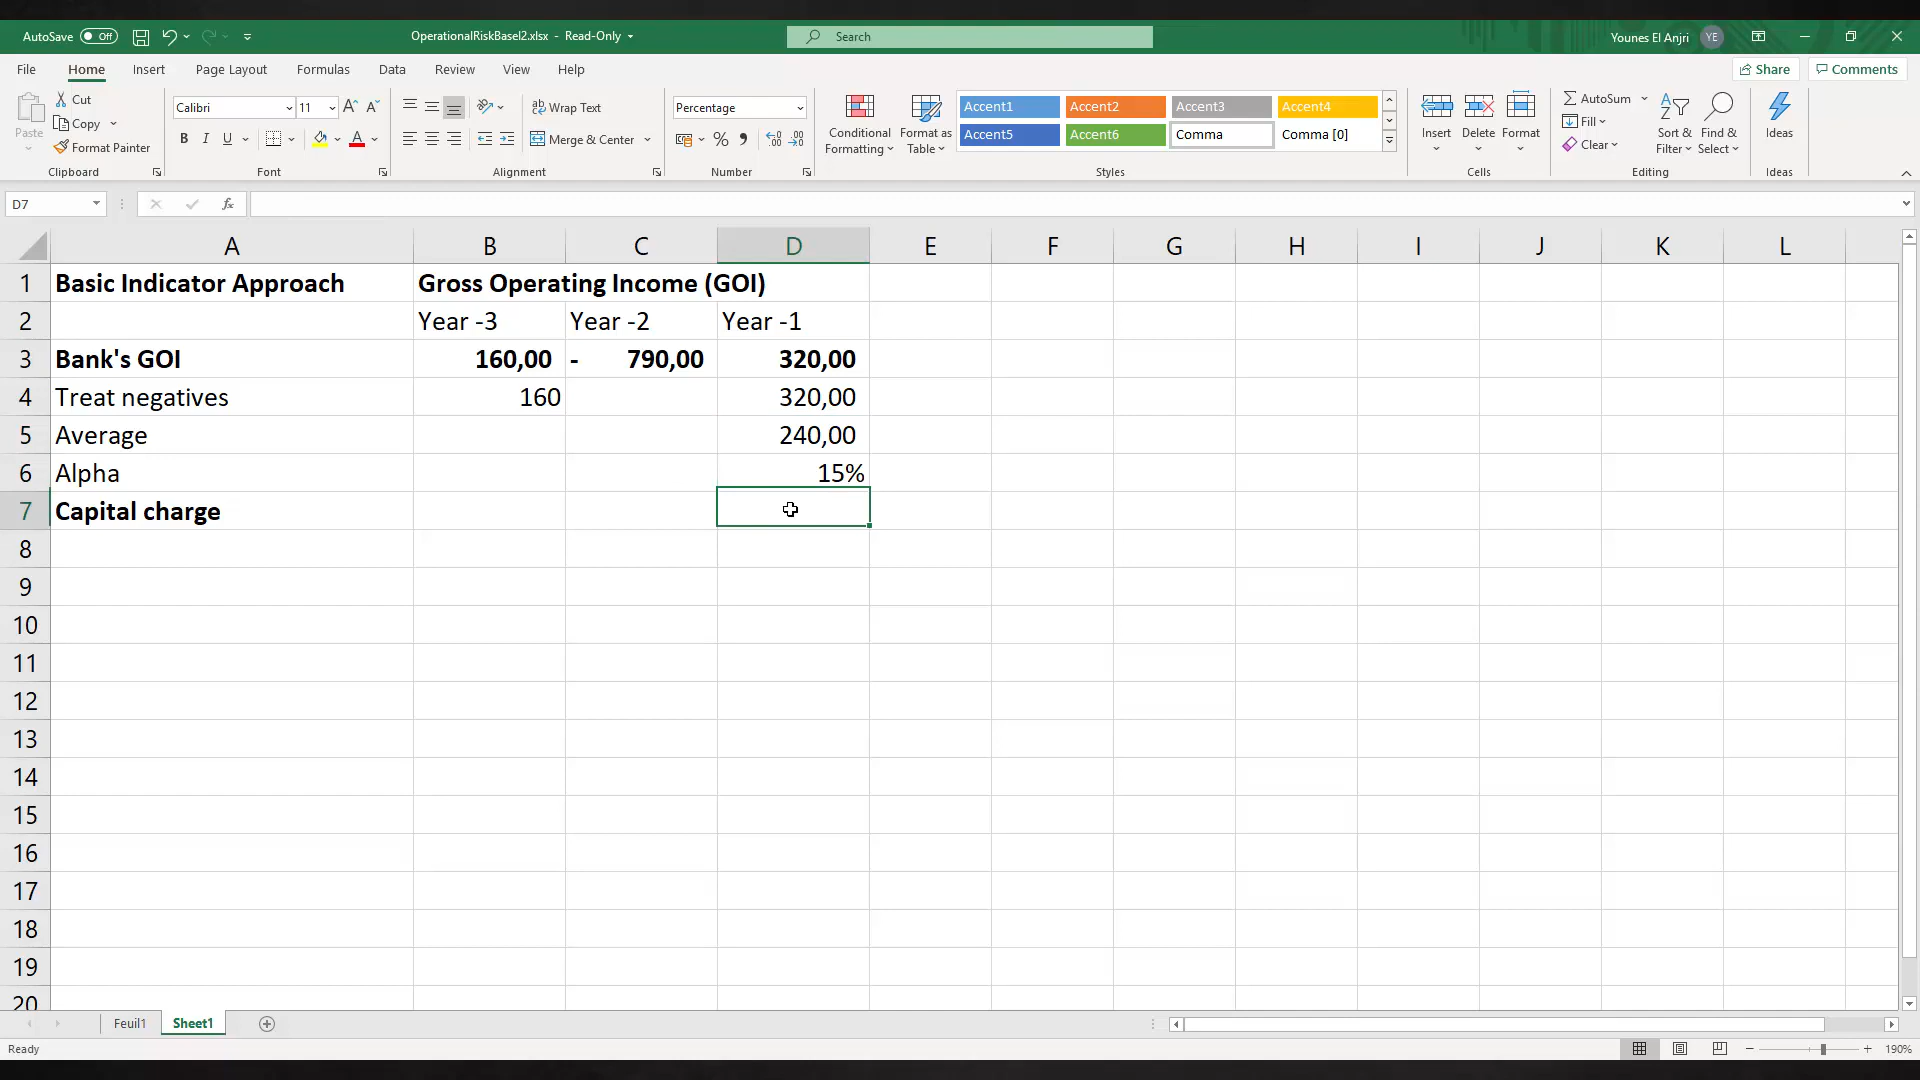 AutoSave Off OperationalRiskBasel2.xlsx - Read-Only Search Younes El Anjri YE
File Home Insert Page Layout Formulas Data Review View Help Share Comments
Paste Cut Copy Format Painter Clipboard
Calibri 11 B I U Font
Wrap Text Merge & Center Alignment
Percentage % Number
Conditional Formatting Format as Table Accent1 Accent2 Accent3 Accent4
Accent5 Accent6 Comma Comma [0] Styles
Insert Delete Format Cells
AutoSum Fill Clear Sort & Filter Find & Select Editing
Ideas Ideas
D7 fx
A B C D E F G H I J K L
1 Basic Indicator Approach Gross Operating Income (GOI)
2 Year -3 Year -2 Year -1
3 Bank's GOI 160,00 - 790,00 320,00
4 Treat negatives 160 320,00
5 Average 240,00
6 Alpha 15%
7 Capital charge
8
9
10
11
12
13
14
15
16
17
18
19
20
Feuil1 Sheet1
Ready 190%